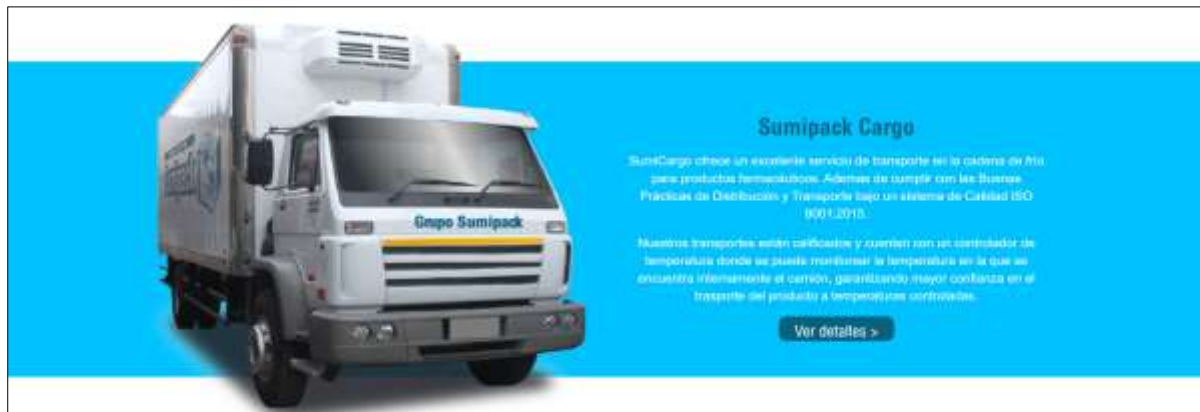 Grupo Sumipack
Sumipack Cargo
SumiCargo ofrece un excelente servicio de transporte en la cadena de frío
para productos farmacéuticos. Ademas de cumplir con las Buenas
Prácticas de Distribución y Transporte bajo un sistema de Calidad ISO
9001:2015.
Nuestros transportes están calificados y cuentan con un controlador de
temperatura donde se puede monitorear la temperatura en la que se
encuentra internamente el camión, garantizando mayor confianza en el
trasporte del producto a temperaturas controladas.
Ver detalles >